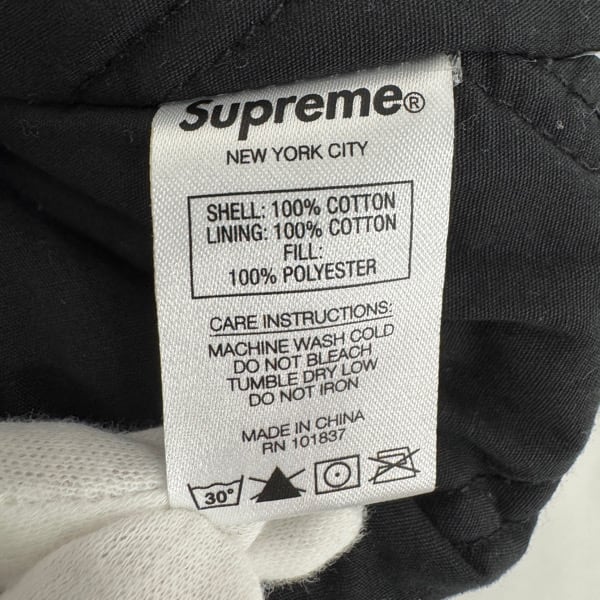 Supreme®
NEW YORK CITY
SHELL: 100% COTTON
LINING: 100% COTTON
FILL:
100% POLYESTER
CARE INSTRUCTIONS:
MACHINE WASH COLD
DO NOT BLEACH
TUMBLE DRY LOW
DO NOT IRON
MADE IN CHINA
RN 101837
30°